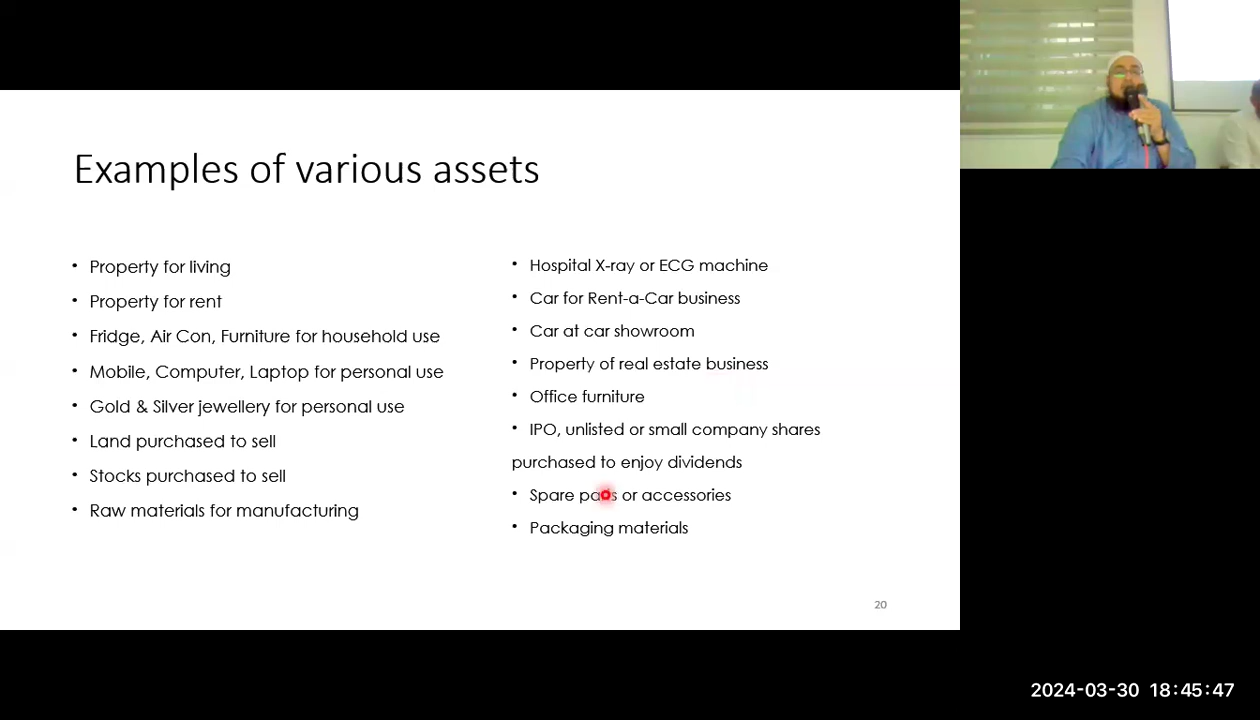 Examples of various assets
• Property for living
• Property for rent
• Fridge, Air Con, Furniture for household use
• Mobile, Computer, Laptop for personal use
• Gold & Silver jewellery for personal use
• Land purchased to sell
• Stocks purchased to sell
• Raw materials for manufacturing
• Hospital X-ray or ECG machine
• Car for Rent-a-Car business
• Car at car showroom
• Property of real estate business
• Office furniture
• IPO, unlisted or small company shares
purchased to enjoy dividends
• Spare parts or accessories
• Packaging materials
20
2024-03-30 18:45:47